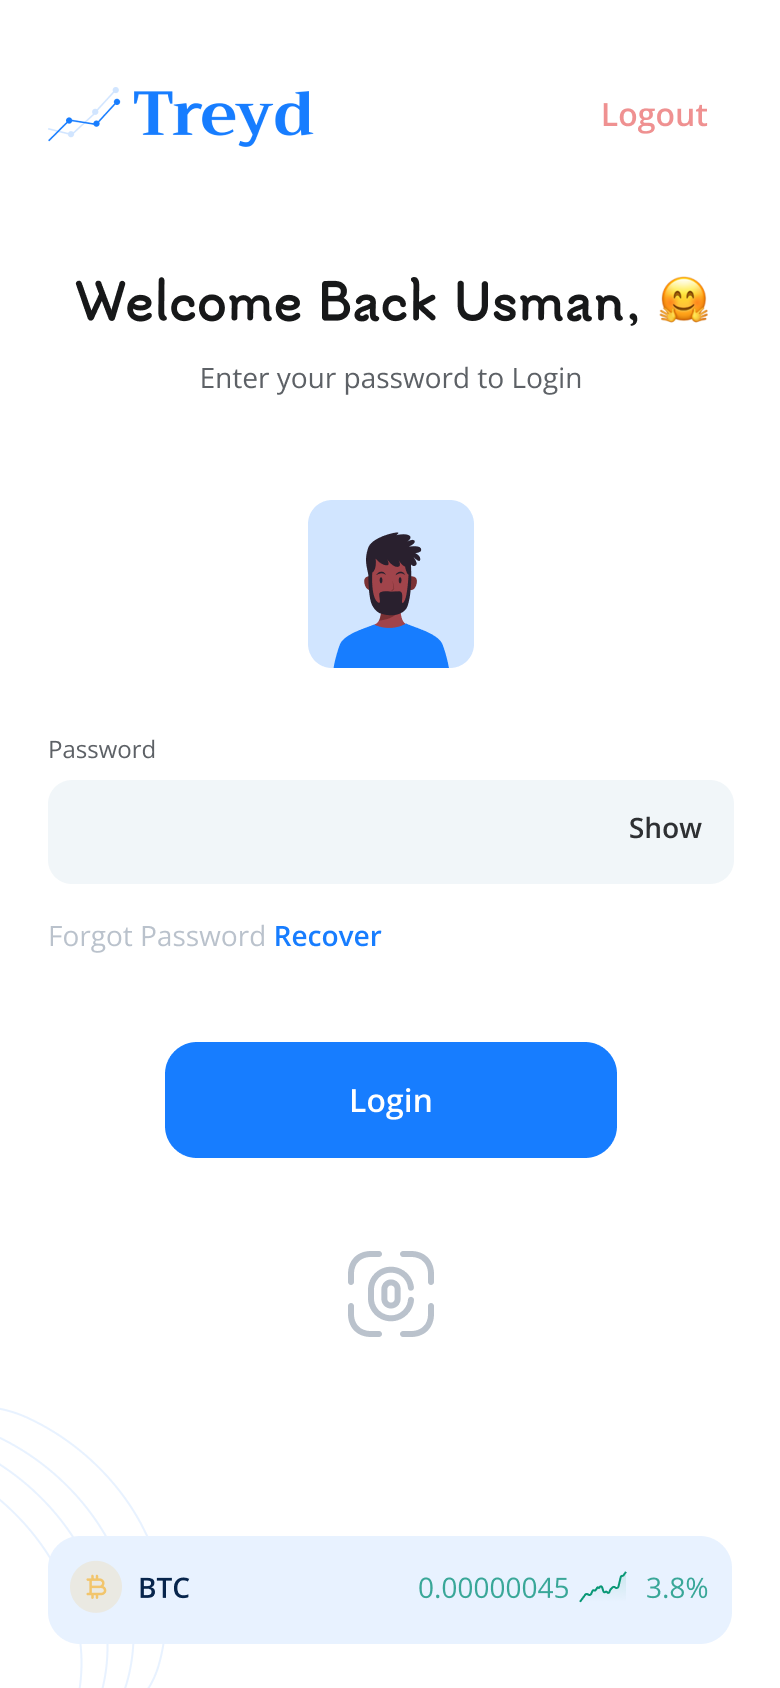 Treyd
Logout
Welcome Back Usman, 🤗
Enter your password to Login
Password
Show
Forgot Password Recover
Login
BTC 0.00000045 3.8%